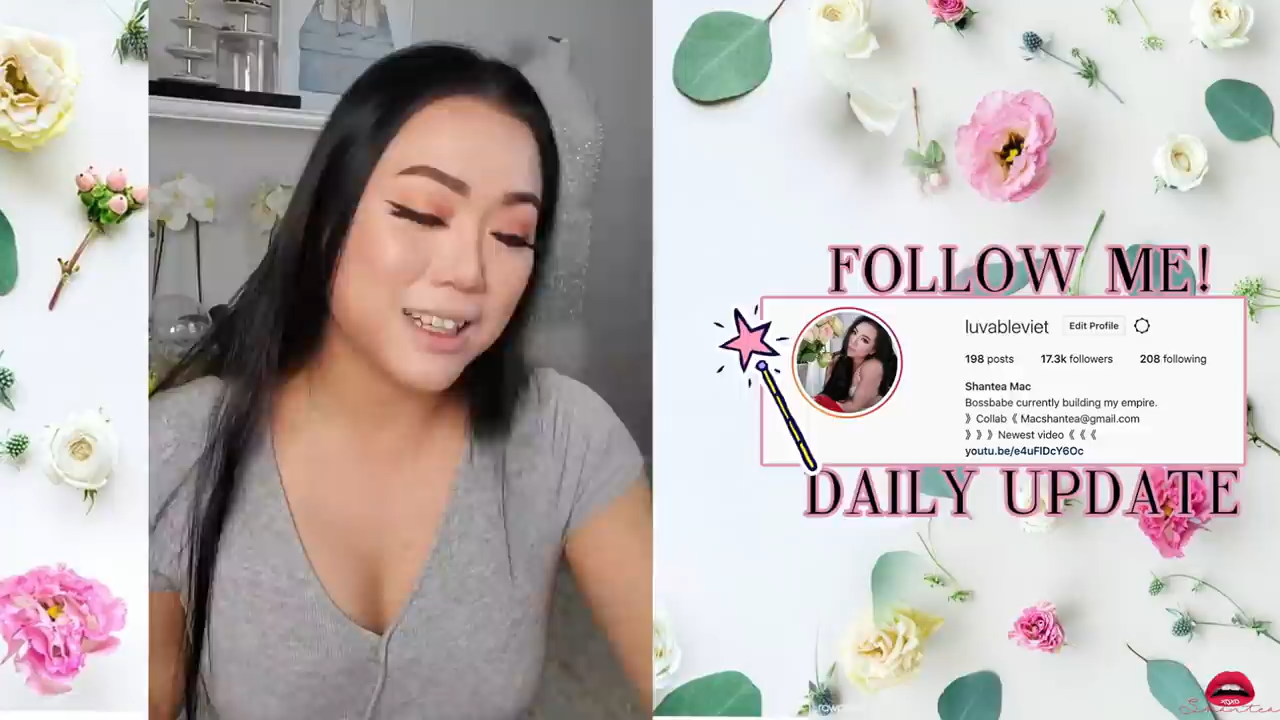 FOLLOW ME!
luvableviet Edit Profile
198 posts 17.3k followers 208 following
Shantea Mac
Bossbabe currently building my empire.
》Collab《 Macshantea@gmail.com
》》》Newest video《《《
youtu.be/e4uFIDcY6Oc
DAILY UPDATE
XOXO